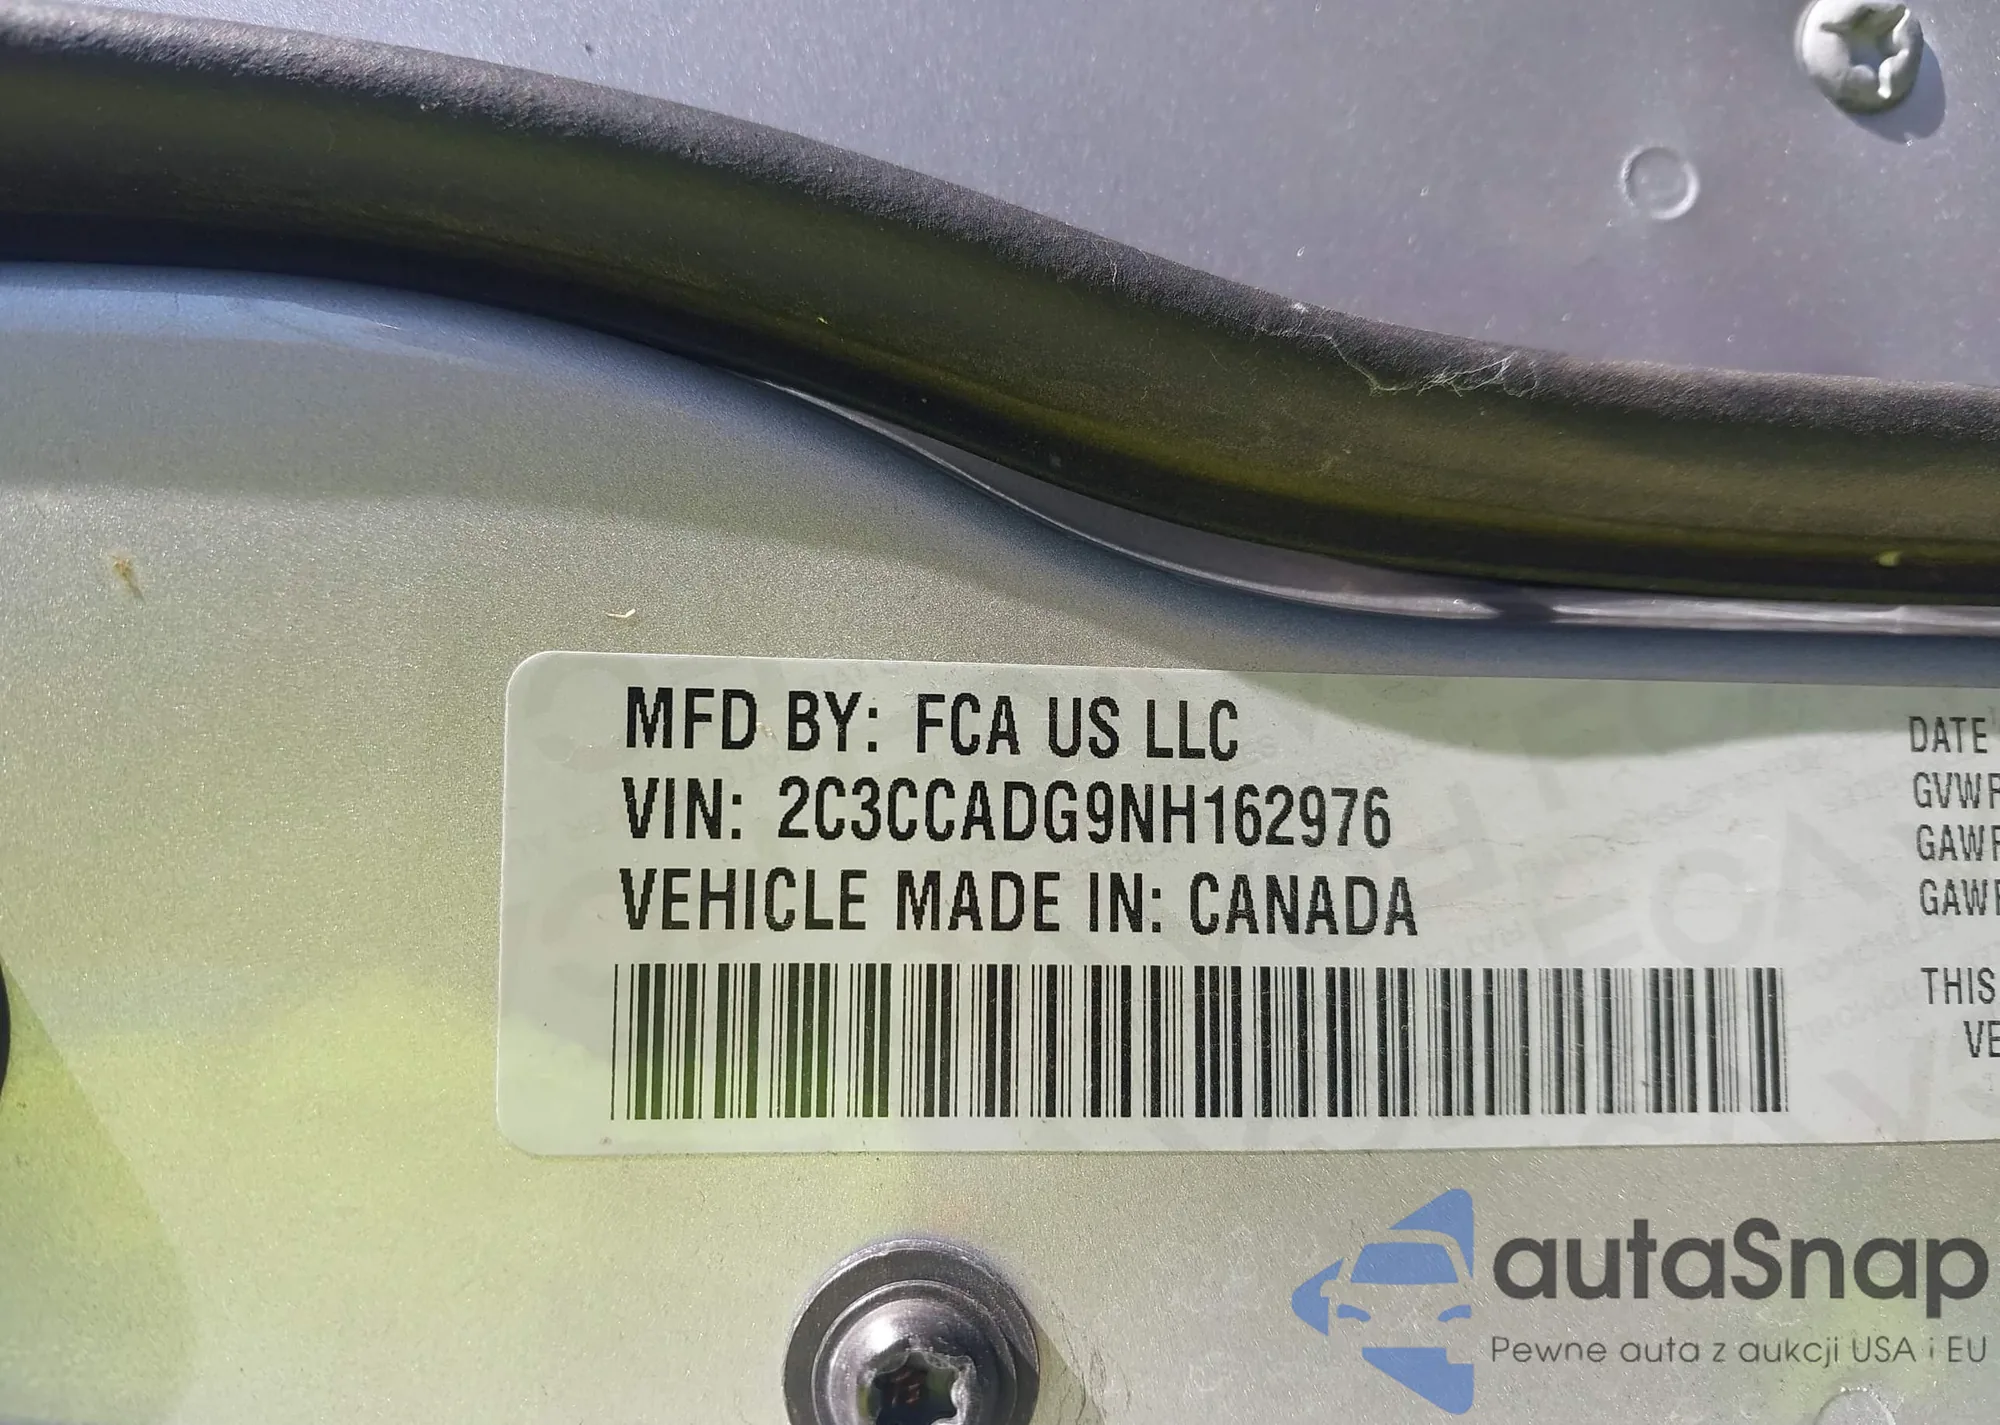 MFD BY: FCA US LLC
VIN: 2C3CCADG9NH162976
VEHICLE MADE IN: CANADA
DATE
GVWR
GAWR
GAWR
THIS
VE
autaSnap
Pewne auta z aukcji USA i EU